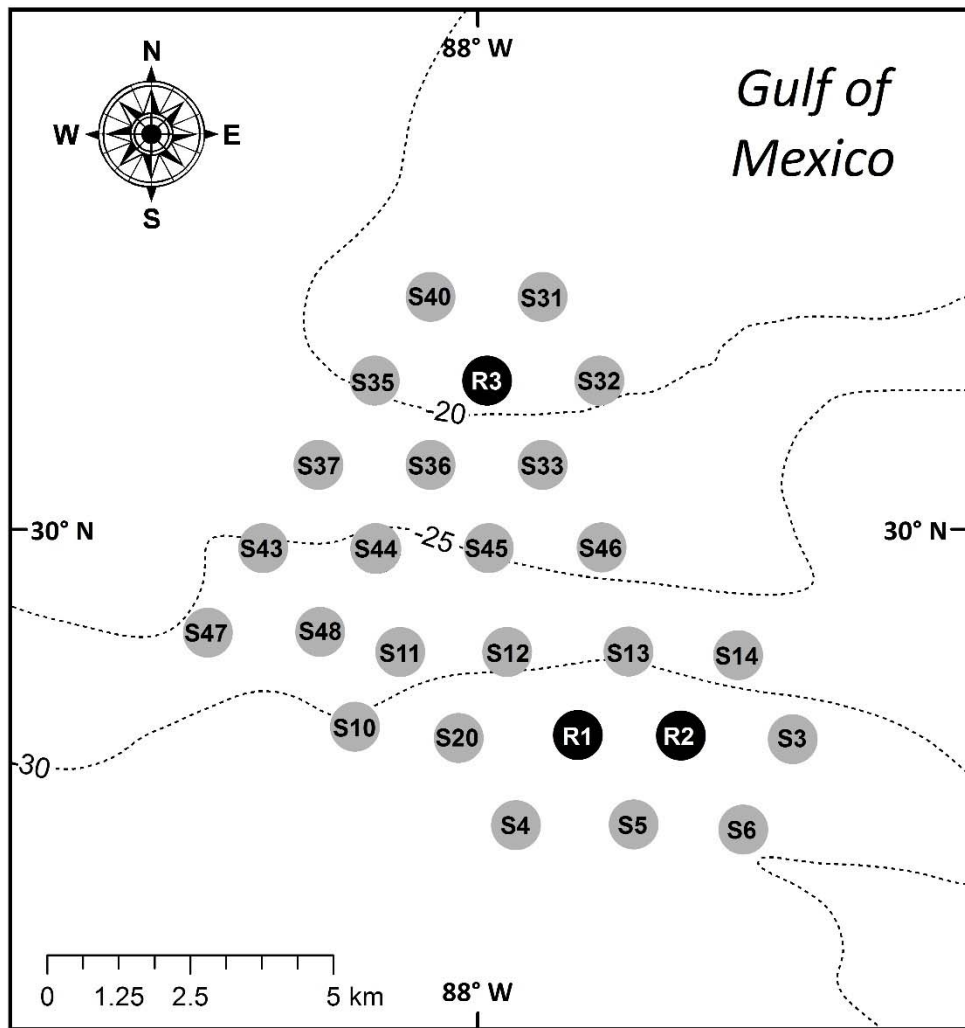 88° W
N
W E
S
Gulf of
Mexico
S40 S31
S35 R3 S32
-20
S37 S36 S33
30° N 30° N
-25
S43 S44 S45 S46
S47 S48 S11 S12 S13 S14
S10 S20 R1 R2 S3
-30
S4 S5 S6
0 1.25 2.5 5 km
88° W